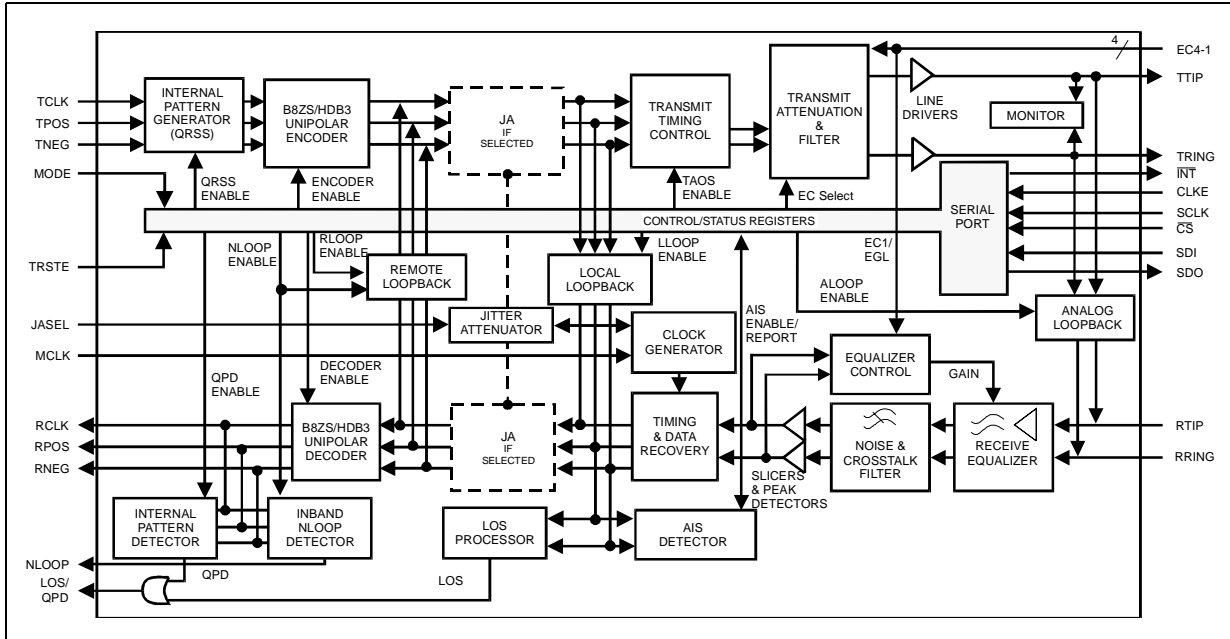 4
EC4-1
TCLK
TPOS
TNEG
MODE
TRSTE
JASEL
MCLK
RCLK
RPOS
RNEG
NLOOP
LOS/
QPD
INTERNAL
PATTERN
GENERATOR
(QRSS)
B8ZS/HDB3
UNIPOLAR
ENCODER
JA
IF
SELECTED
TRANSMIT
TIMING
CONTROL
TRANSMIT
ATTENUATION
&
FILTER
LINE
DRIVERS
MONITOR
TTIP
TRING
INT
CLKE
SCLK
CS
SDI
SDO
QRSS
ENABLE
ENCODER
ENABLE
TAOS
ENABLE
EC Select
CONTROL/STATUS REGISTERS
SERIAL
PORT
NLOOP
ENABLE
RLOOP
ENABLE
REMOTE
LOOPBACK
LOCAL
LOOPBACK
LLOOP
ENABLE
EC1/
EGL
ALOOP
ENABLE
ANALOG
LOOPBACK
JITTER
ATTENUATOR
CLOCK
GENERATOR
AIS
ENABLE/
REPORT
EQUALIZER
CONTROL
GAIN
QPD
ENABLE
DECODER
ENABLE
B8ZS/HDB3
UNIPOLAR
DECODER
JA
IF
SELECTED
TIMING
& DATA
RECOVERY
SLICERS
& PEAK
DETECTORS
NOISE &
CROSSTALK
FILTER
RECEIVE
EQUALIZER
RTIP
RRING
INTERNAL
PATTERN
DETECTOR
INBAND
NLOOP
DETECTOR
LOS
PROCESSOR
AIS
DETECTOR
QPD
LOS